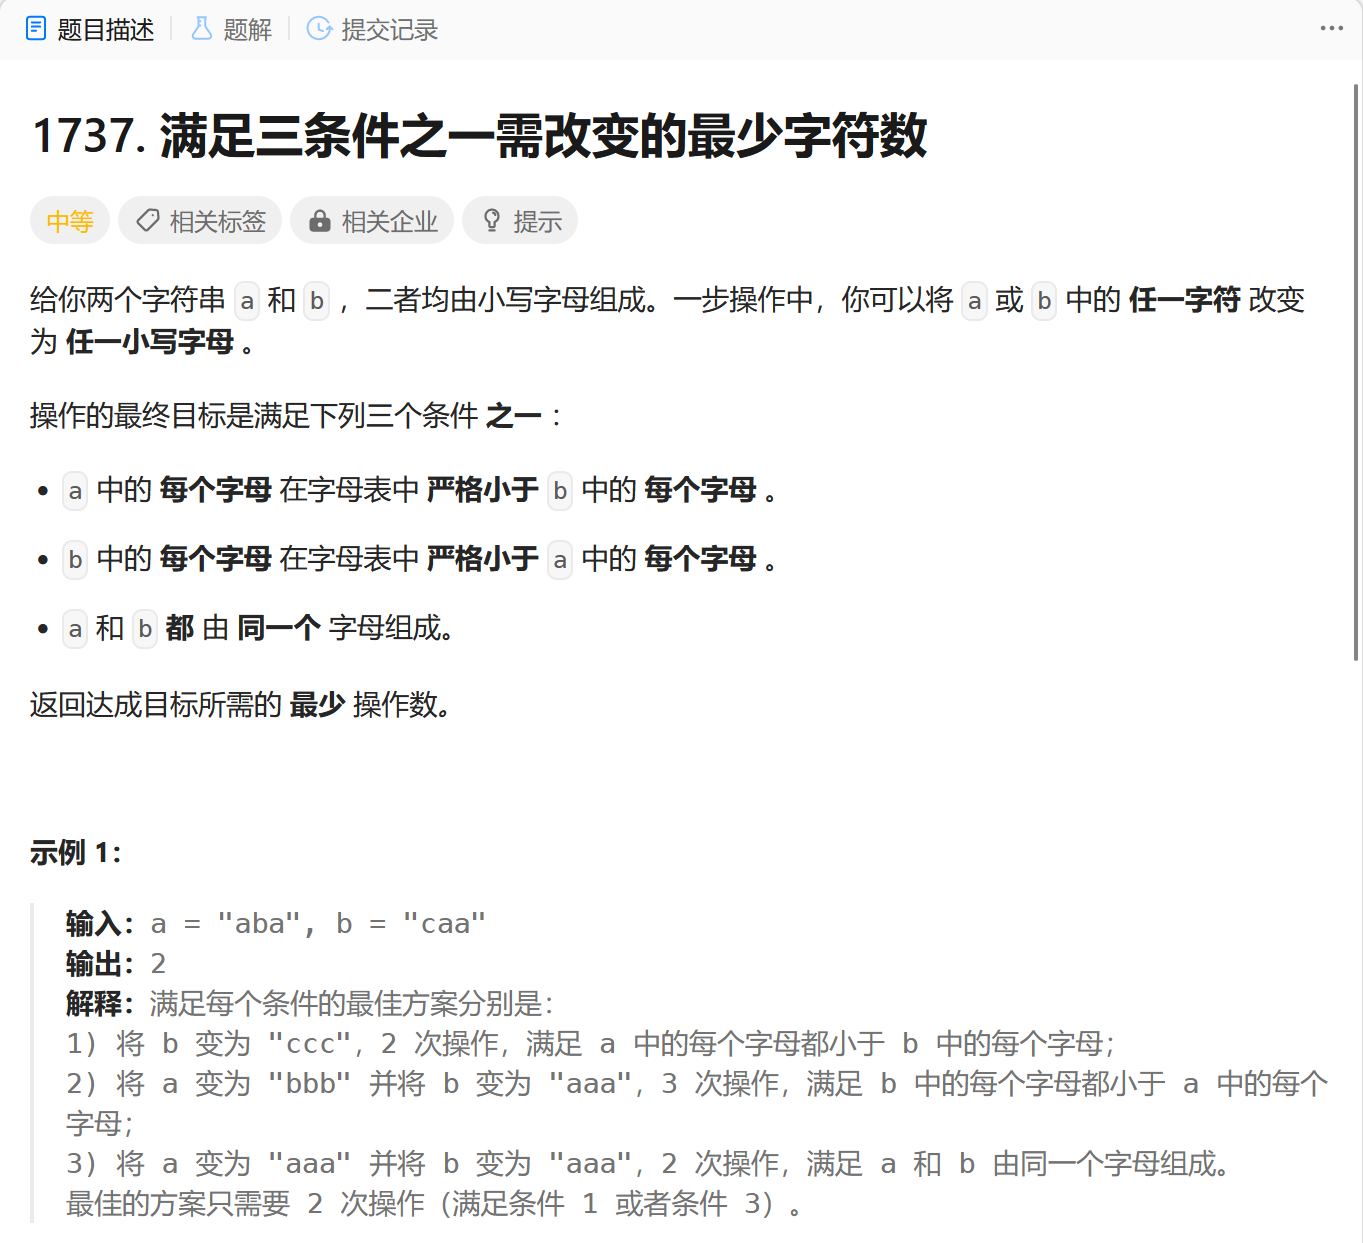 题目描述 题解 提交记录
1737. 满足三条件之一需改变的最少字符数
中等 相关标签 相关企业 提示
给你两个字符串 a 和 b ，二者均由小写字母组成。一步操作中，你可以将 a 或 b 中的 任一字符 改变
为 任一小写字母 。
操作的最终目标是满足下列三个条件 之一 ：
• a 中的 每个字母 在字母表中 严格小于 b 中的 每个字母 。
• b 中的 每个字母 在字母表中 严格小于 a 中的 每个字母 。
• a 和 b 都 由 同一个 字母组成。
返回达成目标所需的 最少 操作数。
示例 1：
输入：a = "aba", b = "caa"
输出：2
解释：满足每个条件的最佳方案分别是：
1) 将 b 变为 "ccc"，2 次操作，满足 a 中的每个字母都小于 b 中的每个字母；
2) 将 a 变为 "bbb" 并将 b 变为 "aaa"，3 次操作，满足 b 中的每个字母都小于 a 中的每个
字母；
3) 将 a 变为 "aaa" 并将 b 变为 "aaa"，2 次操作，满足 a 和 b 由同一个字母组成。
最佳的方案只需要 2 次操作（满足条件 1 或者条件 3）。